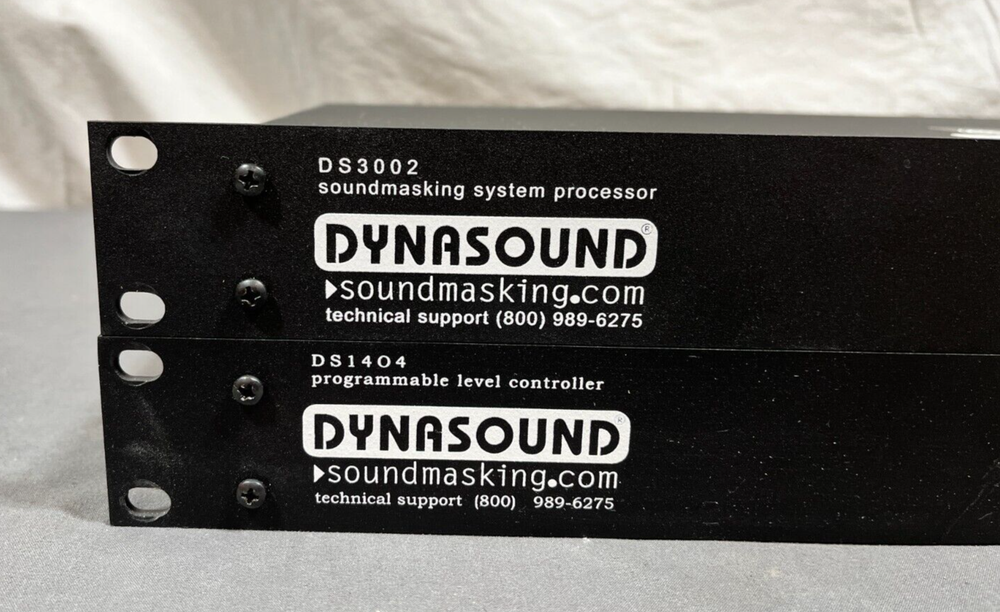 DS3002
soundmasking system processor
DYNASOUND®
soundmasking.com
technical support (800) 989-6275
DS1404
programmable level controller
DYNASOUND®
soundmasking.com
technical support (800) 989-6275